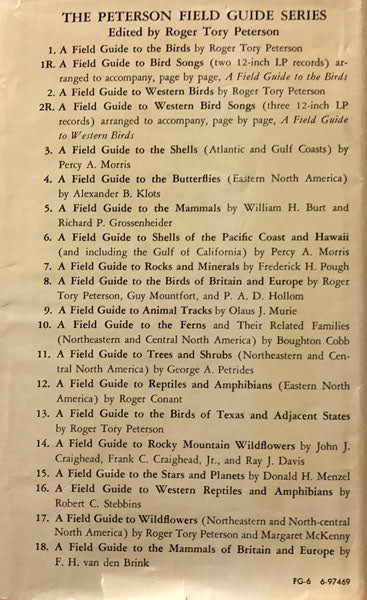 THE PETERSON FIELD GUIDE SERIES
Edited by Roger Tory Peterson
1. A Field Guide to the Birds by Roger Tory Peterson
1R. A Field Guide to Bird Songs (two 12-inch LP records) ar-
ranged to accompany, page by page, A Field Guide to the Birds
2. A Field Guide to Western Birds by Roger Tory Peterson
2R. A Field Guide to Western Bird Songs (three 12-inch LP
records) arranged to accompany, page by page, A Field Guide
to Western Birds
3. A Field Guide to the Shells (Atlantic and Gulf Coasts) by
Percy A. Morris
4. A Field Guide to the Butterflies (Eastern North America)
by Alexander B. Klots
5. A Field Guide to the Mammals by William H. Burt and
Richard P. Grossenheider
6. A Field Guide to Shells of the Pacific Coast and Hawaii
(and including the Gulf of California) by Percy A. Morris
7. A Field Guide to Rocks and Minerals by Frederick H. Pough
8. A Field Guide to the Birds of Britain and Europe by Roger
Tory Peterson, Guy Mountfort, and P. A. D. Hollom
9. A Field Guide to Animal Tracks by Olaus J. Murie
10. A Field Guide to the Ferns and Their Related Families
(Northeastern and Central North America) by Boughton Cobb
11. A Field Guide to Trees and Shrubs (Northeastern and Cen-
tral North America) by George A. Petrides
12. A Field Guide to Reptiles and Amphibians (Eastern North
America) by Roger Conant
13. A Field Guide to the Birds of Texas and Adjacent States
by Roger Tory Peterson
14. A Field Guide to Rocky Mountain Wildflowers by John J.
Craighead, Frank C. Craighead, Jr., and Ray J. Davis
15. A Field Guide to the Stars and Planets by Donald H. Menzel
16. A Field Guide to Western Reptiles and Amphibians by
Robert C. Stebbins
17. A Field Guide to Wildflowers (Northeastern and North-central
North America) by Roger Tory Peterson and Margaret McKenny
18. A Field Guide to the Mammals of Britain and Europe by
F. H. van den Brink
FG-6 6-97469